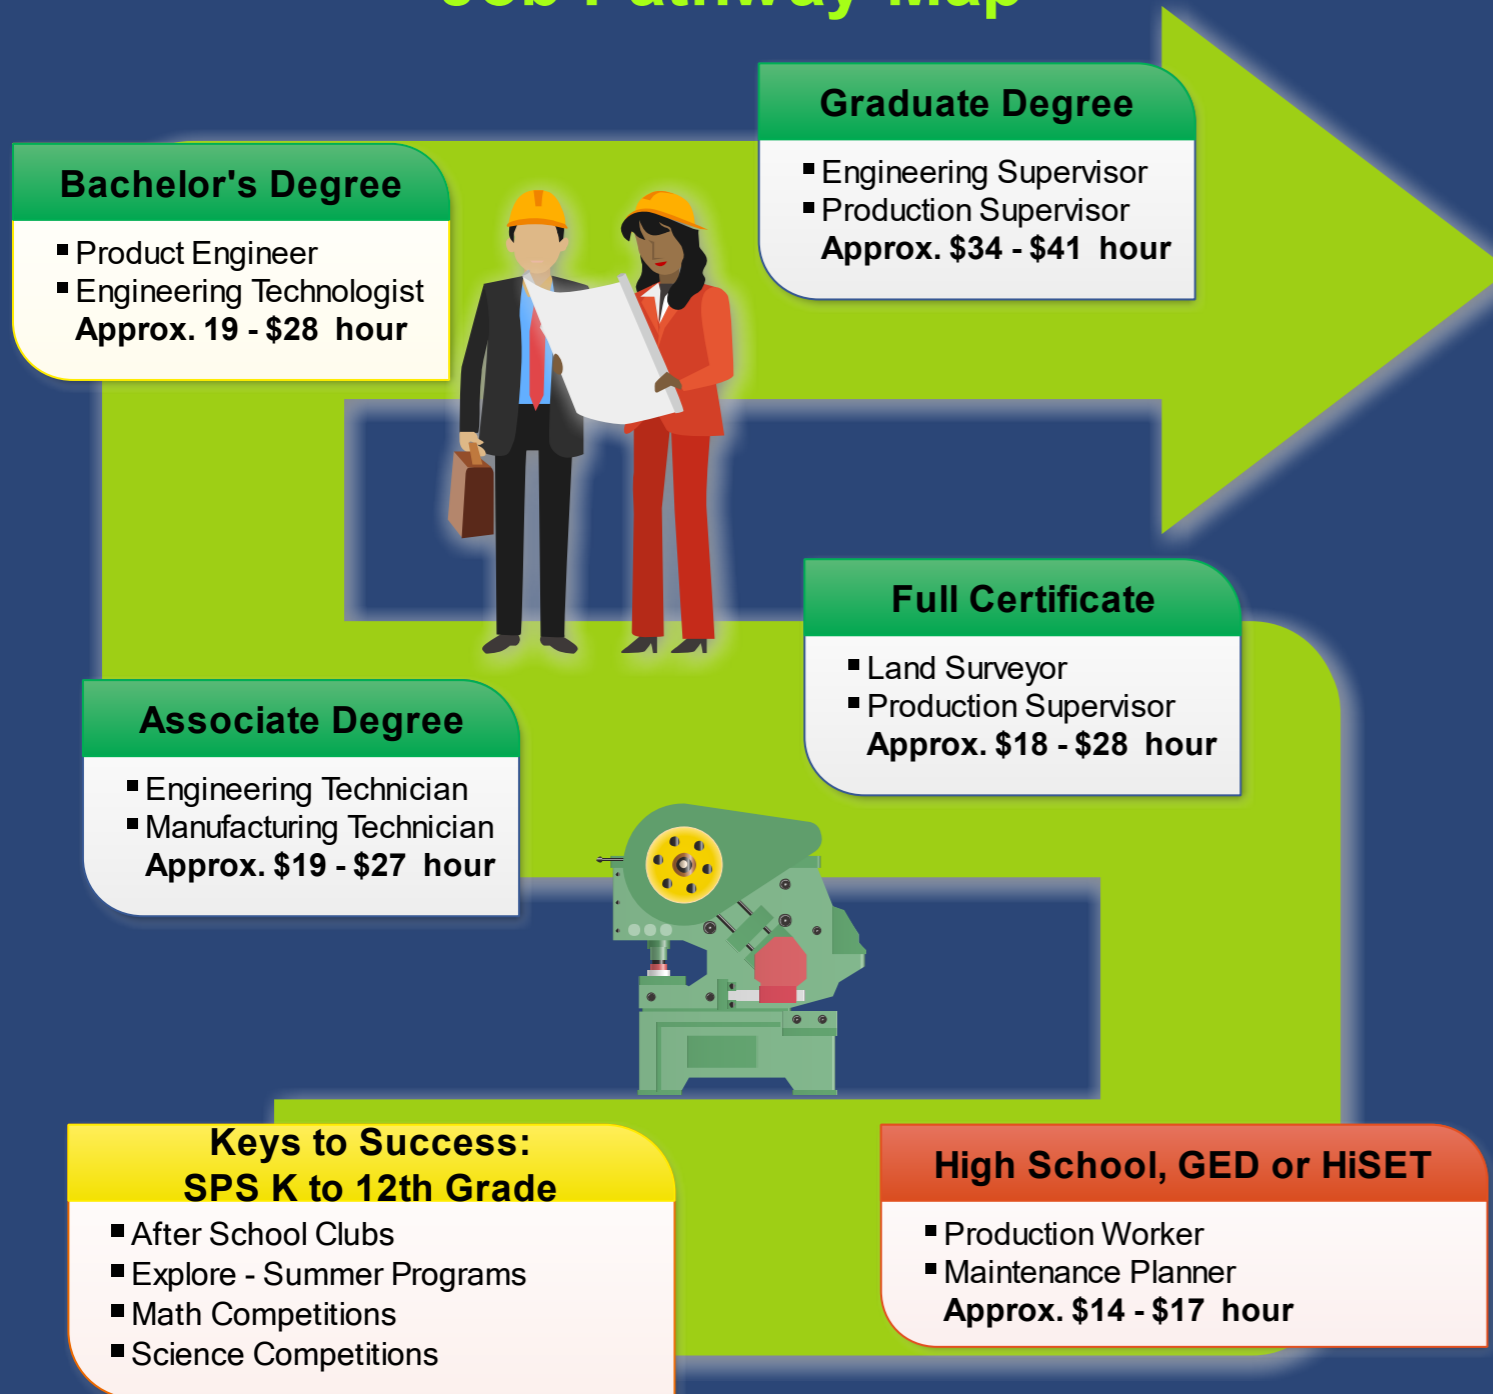 Job Pathway Map
Graduate Degree
▪ Engineering Supervisor
▪ Production Supervisor
Approx. $34 - $41 hour
Bachelor's Degree
▪ Product Engineer
▪ Engineering Technologist
Approx. 19 - $28 hour
Full Certificate
▪ Land Surveyor
▪ Production Supervisor
Approx. $18 - $28 hour
Associate Degree
▪ Engineering Technician
▪ Manufacturing Technician
Approx. $19 - $27 hour
Keys to Success:
SPS K to 12th Grade
▪ After School Clubs
▪ Explore - Summer Programs
▪ Math Competitions
▪ Science Competitions
High School, GED or HiSET
▪ Production Worker
▪ Maintenance Planner
Approx. $14 - $17 hour